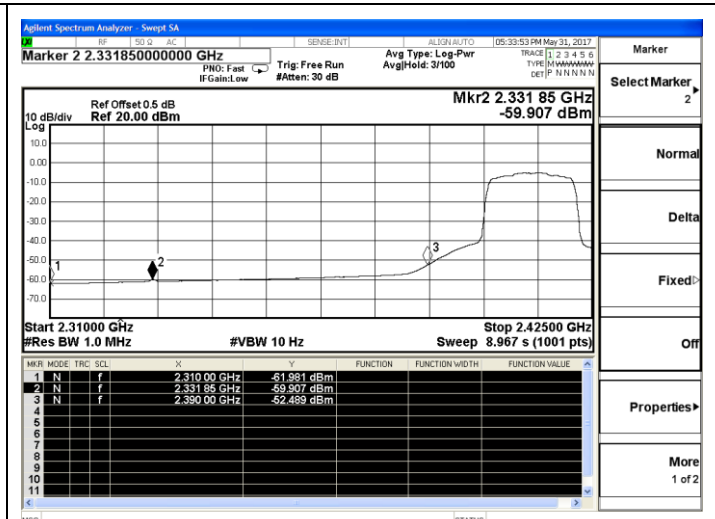 Agilent Spectrum Analyzer - Swept SA
RF 50 Ω AC SENSE:INT ALIGN AUTO 05:33:53 PM May 31, 2017
Marker 2 2.331850000000 GHz
PNO: Fast
IFGain:Low
Trig: Free Run
#Atten: 30 dB
Avg Type: Log-Pwr
Avg|Hold: 3/100
TRACE 1 2 3 4 5 6
TYPE M
DET P N N N N N
Marker
Select Marker
2
Normal
Delta
Fixed
Off
Properties
More
1 of 2
Ref Offset 0.5 dB
10 dB/div Ref 20.00 dBm
Log
Mkr2 2.331 85 GHz
-59.907 dBm
10.0
0.00
-10.0
-20.0
-30.0
-40.0
-50.0
-60.0
-70.0
1
2
3
Start 2.31000 GHz Stop 2.42500 GHz
#Res BW 1.0 MHz #VBW 10 Hz Sweep 8.967 s (1001 pts)
MKR MODE TRC SCL X Y FUNCTION FUNCTION WIDTH FUNCTION VALUE
1 N f 2.310 00 GHz -61.981 dBm
2 N f 2.331 85 GHz -59.907 dBm
3 N f 2.390 00 GHz -52.489 dBm
4
5
6
7
8
9
10
11